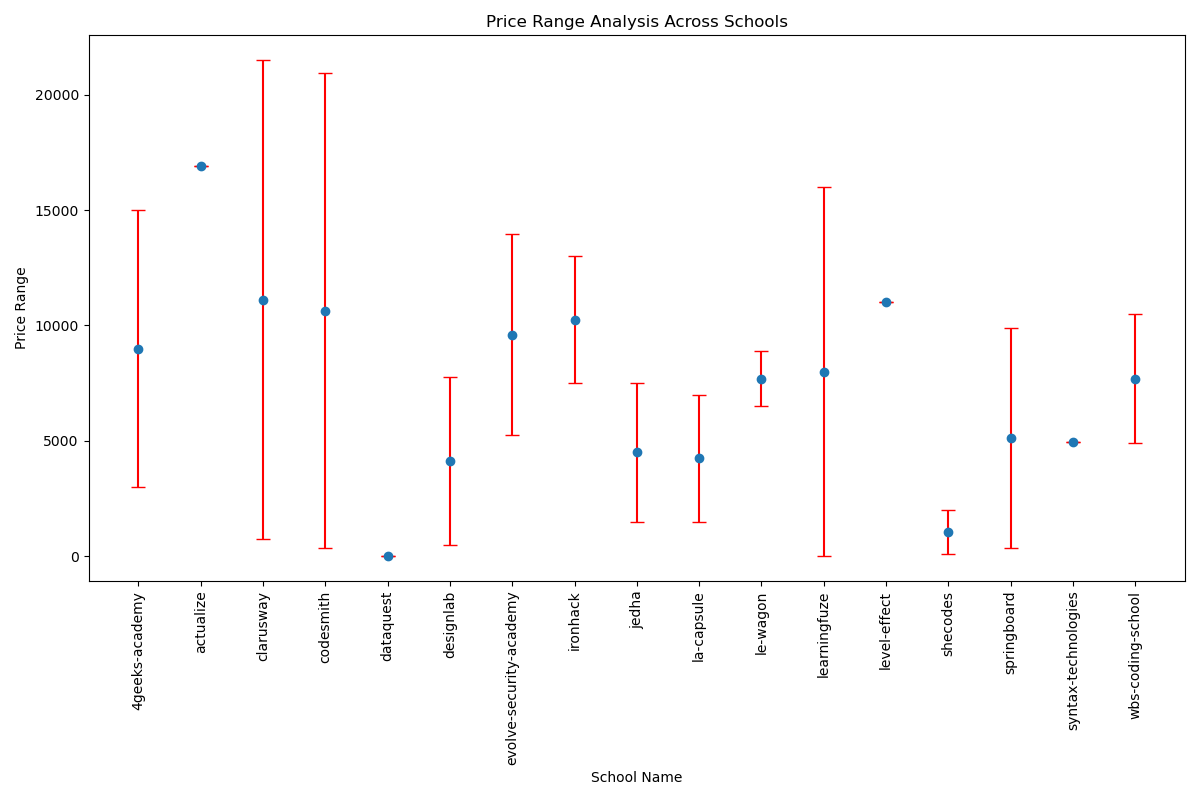 Price Range Analysis Across Schools
Price Range
20000
15000
10000
5000
0
4geeks-academy
actualize
clarusway
codesmith
dataquest
designlab
evolve-security-academy
ironhack
jedha
la-capsule
le-wagon
learningfuze
level-effect
shecodes
springboard
syntax-technologies
wbs-coding-school
School Name